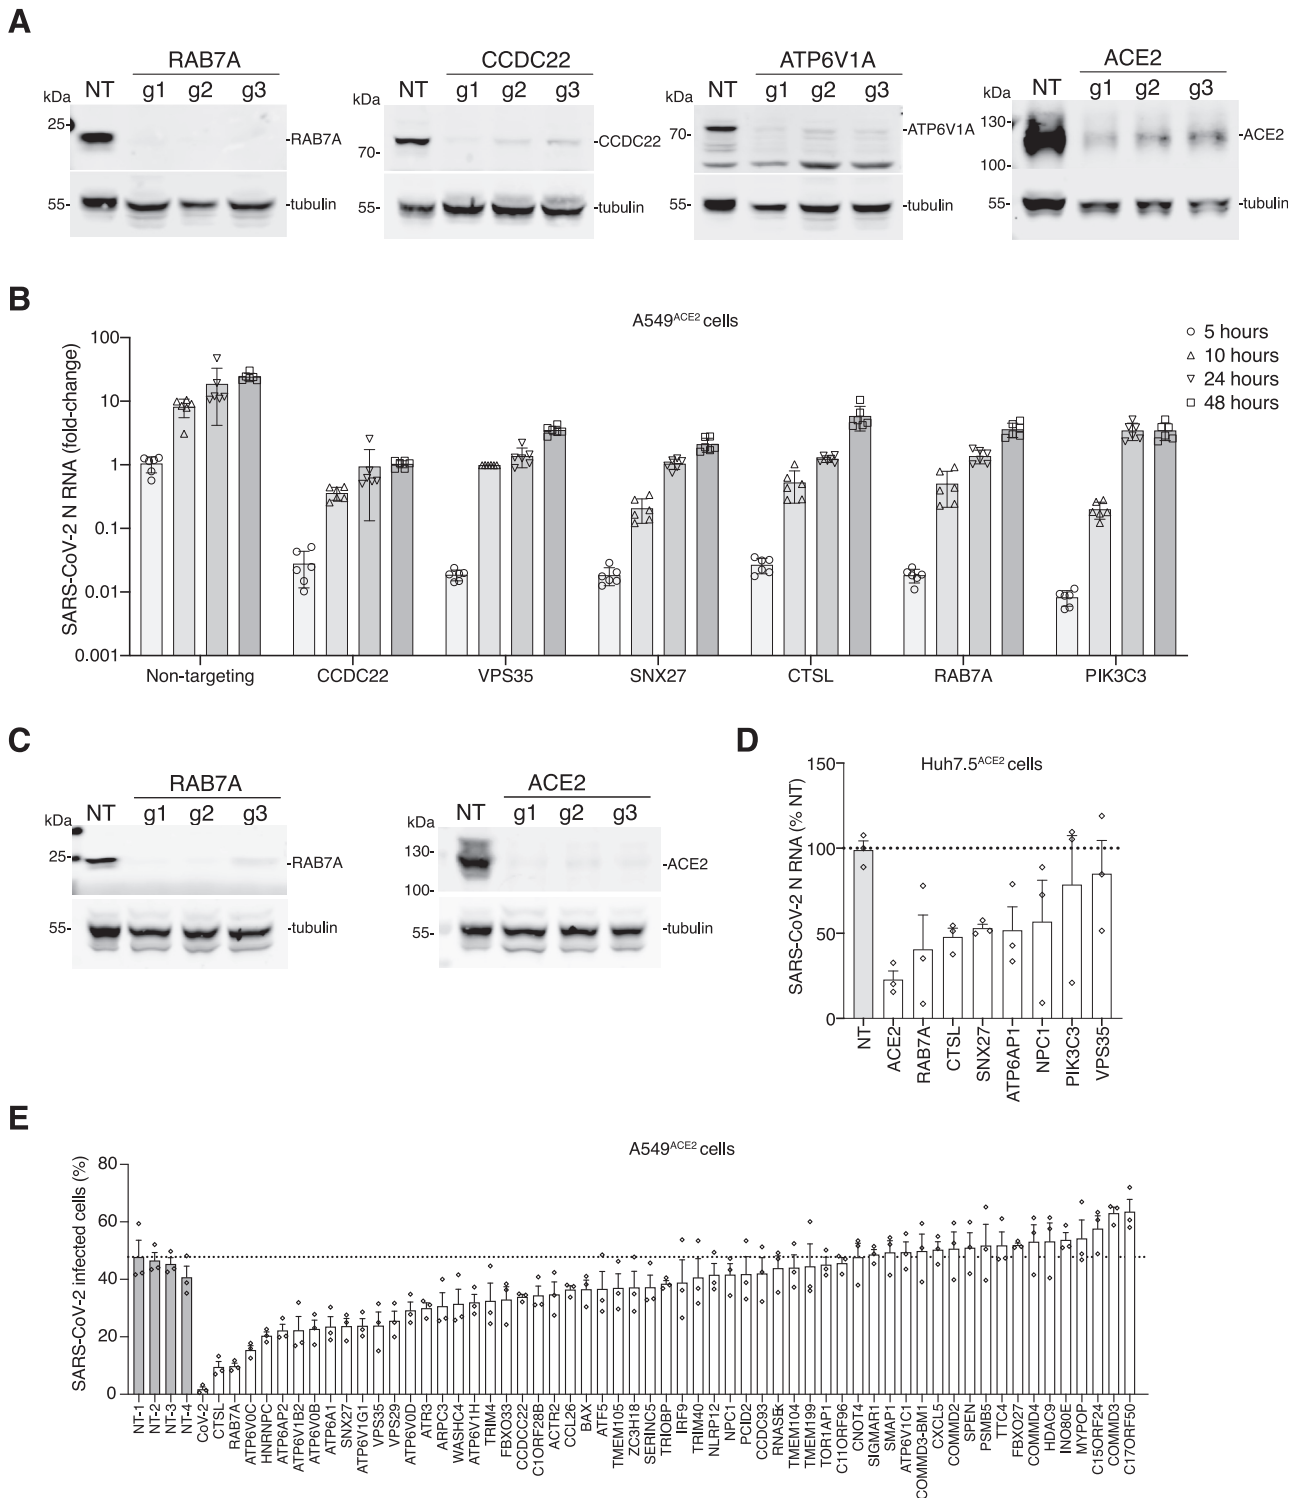 A
RAB7A
NT g1 g2 g3
kDa
25-
-RAB7A
55-
-tubulin
CCDC22
NT g1 g2 g3
kDa
-CCDC22
70-
55-
-tubulin
ATP6V1A
NT g1 g2 g3
kDa
70-
-ATP6V1A
55-
-tubulin
ACE2
NT g1 g2 g3
kDa
130-
-ACE2
100-
55-
-tubulin
B
A549ACE2 cells
SARS-CoV-2 N RNA (fold-change)
100
10
1
0.1
0.01
0.001
5 hours
10 hours
24 hours
48 hours
Non-targeting CCDC22 VPS35 SNX27 CTSL RAB7A PIK3C3
C
RAB7A
NT g1 g2 g3
kDa
25-
-RAB7A
55-
-tubulin
ACE2
NT g1 g2 g3
kDa
130-
-ACE2
100-
55-
-tubulin
D
Huh7.5ACE2 cells
SARS-CoV-2 N RNA (% NT)
150
100
50
0
NT
ACE2
RAB7A
CTSL
SNX27
ATP6AP1
NPC1
PIK3C3
VPS35
E
A549ACE2 cells
SARS-CoV-2 infected cells (%)
80
60
40
20
0
NT-1
NT-2
NT-3
NT-4
CoV-2
CTSL
RAB7A
ATP6V0C
HNRNPC
ATP6AP2
ATP6V1B2
ATP6V0B
ATP6A1
SNX27
ATP6V1G1
VPS35
VPS29
ATP6V0D
ATR3
ARPC3
WASHC4
ATP6V1H
TRIM4
FBXO33
CCDCC22
C1ORF28B
ACTR2
CCL26
BAX
ATF5
TMEM105
ZC3H18
SERINC5
TRIOBP
IRF9
TRIM40
NLRP12
NPC1
PCID2
CCDC93
RNASEk
TMEM104
TMEM199
TOR1AP1
C11ORF96
CNOT4
SIGMAR1
SMAP1
ATP6V1C1
COMMD3-BM1
CXCL5
COMMD2
SPEN
PSMB5
TTC4
FBXO27
COMMD4
HDAC9
INO80E
MYPOP
C15ORF24
COMMD3
C17ORF50